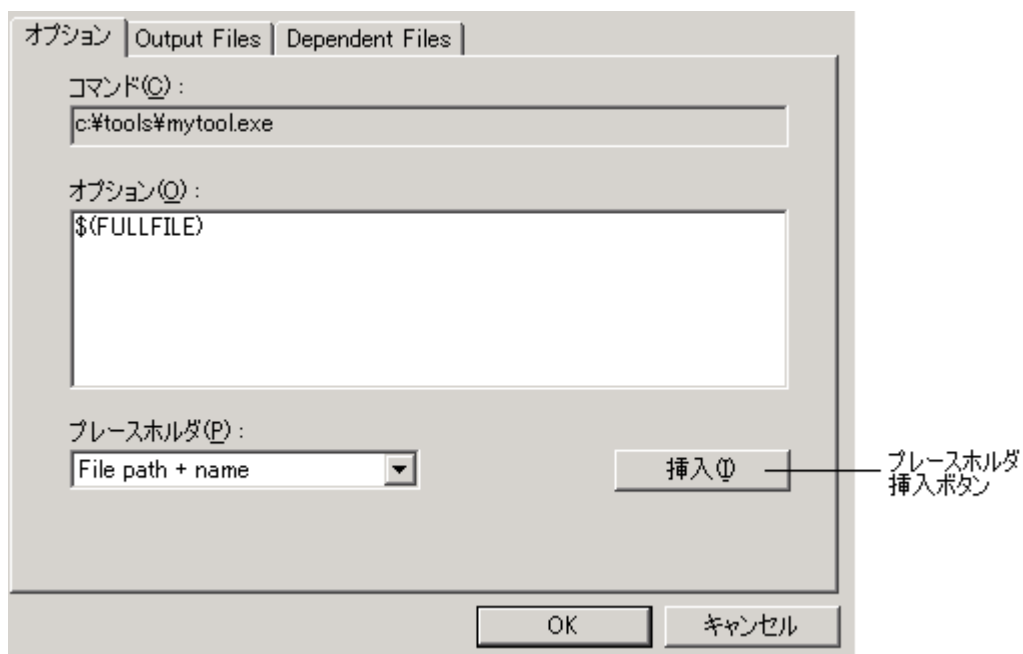 オプション Output Files Dependent Files
コマンド(C):
c:¥tools¥mytool.exe
オプション(O):
$(FULLFILE)
プレースホルダ(P):
File path + name
挿入(I)
プレースホルダ
挿入ボタン
OK キャンセル